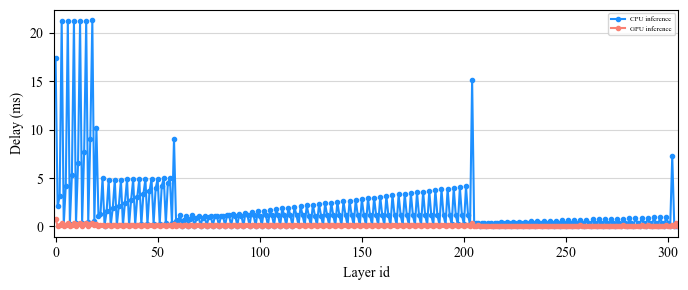 CPU inference
GPU inference
Delay (ms)
20
15
10
5
0
0 50 100 150 200 250 300
Layer id